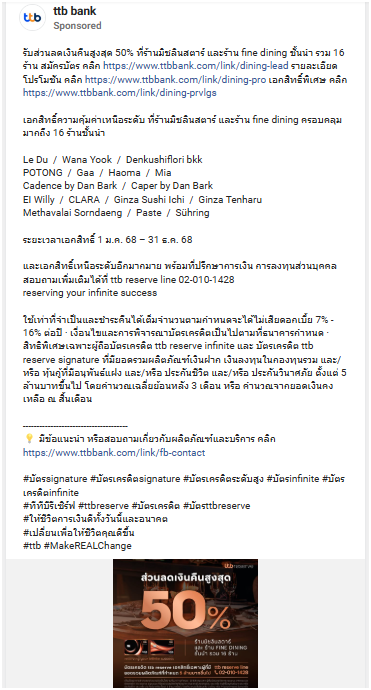 ttb
ttb bank
Sponsored
รับส่วนลดเงินคืนสูงสุด 50% ที่ร้านมิชลินสตาร์ และร้าน fine dining ชั้นนำ รวม 16
ร้าน สมัครบัตร คลิก https://www.ttbbank.com/link/dining-lead รายละเอียด
โปรโมชัน คลิก https://www.ttbbank.com/link/dining-pro เอกสิทธิ์พิเศษ คลิก
https://www.ttbbank.com/link/dining-prvlgs
เอกสิทธิ์ความคุ้มค่าเหนือระดับ ที่ร้านมิชลินสตาร์ และร้าน fine dining ครอบคลุม
มากถึง 16 ร้านชั้นนำ
Le Du / Wana Yook / Denkushiflori bkk
POTONG / Gaa / Haoma / Mia
Cadence by Dan Bark / Caper by Dan Bark
El Willy / CLARA / Ginza Sushi Ichi / Ginza Tenharu
Methavalai Sorndaeng / Paste / Sühring
ระยะเวลาเอกสิทธิ์ 1 ม.ค. 68 – 31 ธ.ค. 68
และเอกสิทธิ์เหนือระดับอีกมากมาย พร้อมที่ปรึกษาการเงิน การลงทุนส่วนบุคคล
สอบถามเพิ่มเติมได้ที่ ttb reserve line 02-010-1428
reserving your infinite success
ใช้เท่าที่จำเป็นและชำระคืนได้เต็มจำนวนตามกำหนดจะได้ไม่เสียดอกเบี้ย 7% -
16% ต่อปี · เงื่อนไขและการพิจารณาบัตรเครดิตเป็นไปตามที่ธนาคารกำหนด ·
สิทธิพิเศษเฉพาะผู้ถือบัตรเครดิต ttb reserve infinite และ บัตรเครดิต ttb
reserve signature ที่มียอดรวมผลิตภัณฑ์เงินฝาก เงินลงทุนในกองทุนรวม และ/
หรือ หุ้นกู้ที่มีอนุพันธ์แฝง และ/หรือ ประกันชีวิต และ/หรือ ประกันวินาศภัย ตั้งแต่ 5
ล้านบาทขึ้นไป โดยคำนวณเฉลี่ยย้อนหลัง 3 เดือน หรือ คำนวณจากยอดเงินคง
เหลือ ณ สิ้นเดือน
-----------------------------------
💡 มีข้อแนะนำ หรือสอบถามเกี่ยวกับผลิตภัณฑ์และบริการ คลิก
https://www.ttbbank.com/link/fb-contact
#บัตรsignature #บัตรเครดิตsignature #บัตรเครดิตระดับสูง #บัตรinfinite #บัตร
เครดิตinfinite
#ทีทีบีรีเซิร์ฟ #ttbreserve #บัตรเครดิต #บัตรttbreserve
#ให้ชีวิตการเงินดีทั้งวันนี้และอนาคต
#เปลี่ยนเพื่อให้ชีวิตคุณดีขึ้น
#ttb #MakeREALChange
ttb reserve
ส่วนลดเงินคืนสูงสุด
50%
ร้านมิชลินสตาร์
และ ร้าน FINE DINING
ชั้นนำ รวม 16 ร้าน